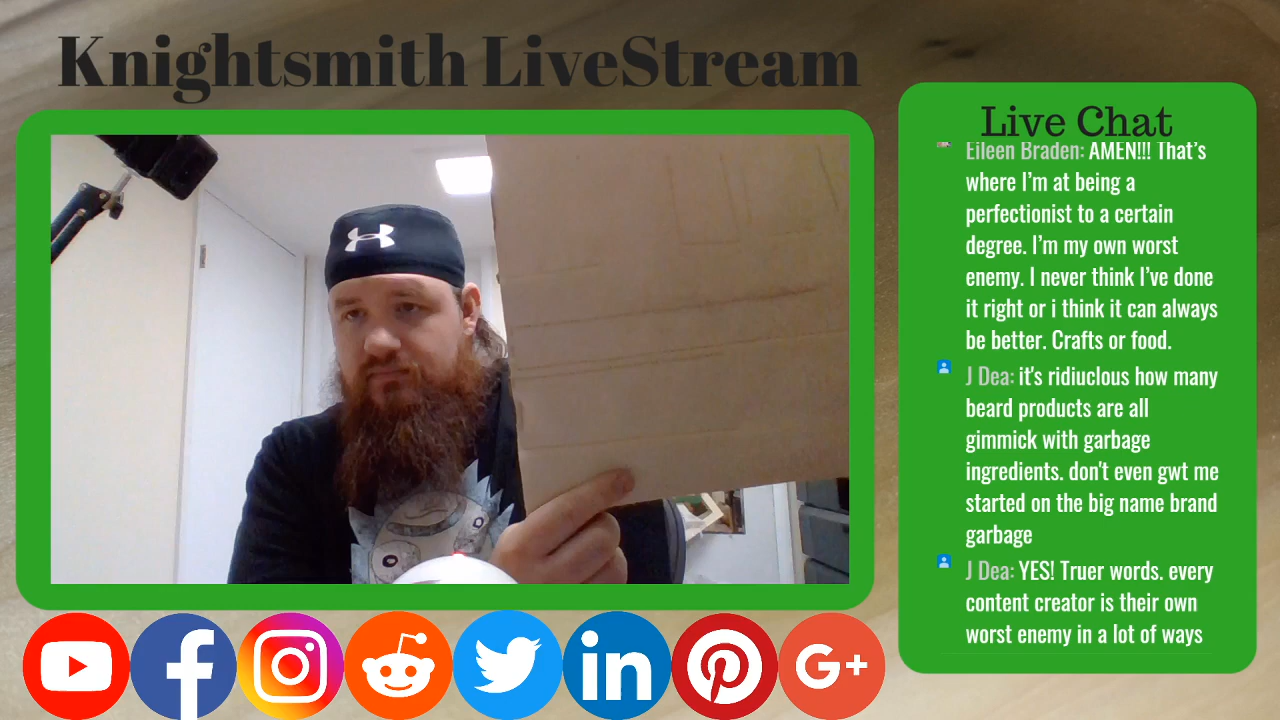 Knightsmith LiveStream
Live Chat
Eileen Braden: AMEN!!! That's
where I'm at being a
perfectionist to a certain
degree. I'm my own worst
enemy. I never think I've done
it right or i think it can always
be better. Crafts or food.
J Dea: it's ridiuclous how many
beard products are all
gimmick with garbage
ingredients. don't even gwt me
started on the big name brand
garbage
J Dea: YES! Truer words. every
content creator is their own
worst enemy in a lot of ways
in
G+